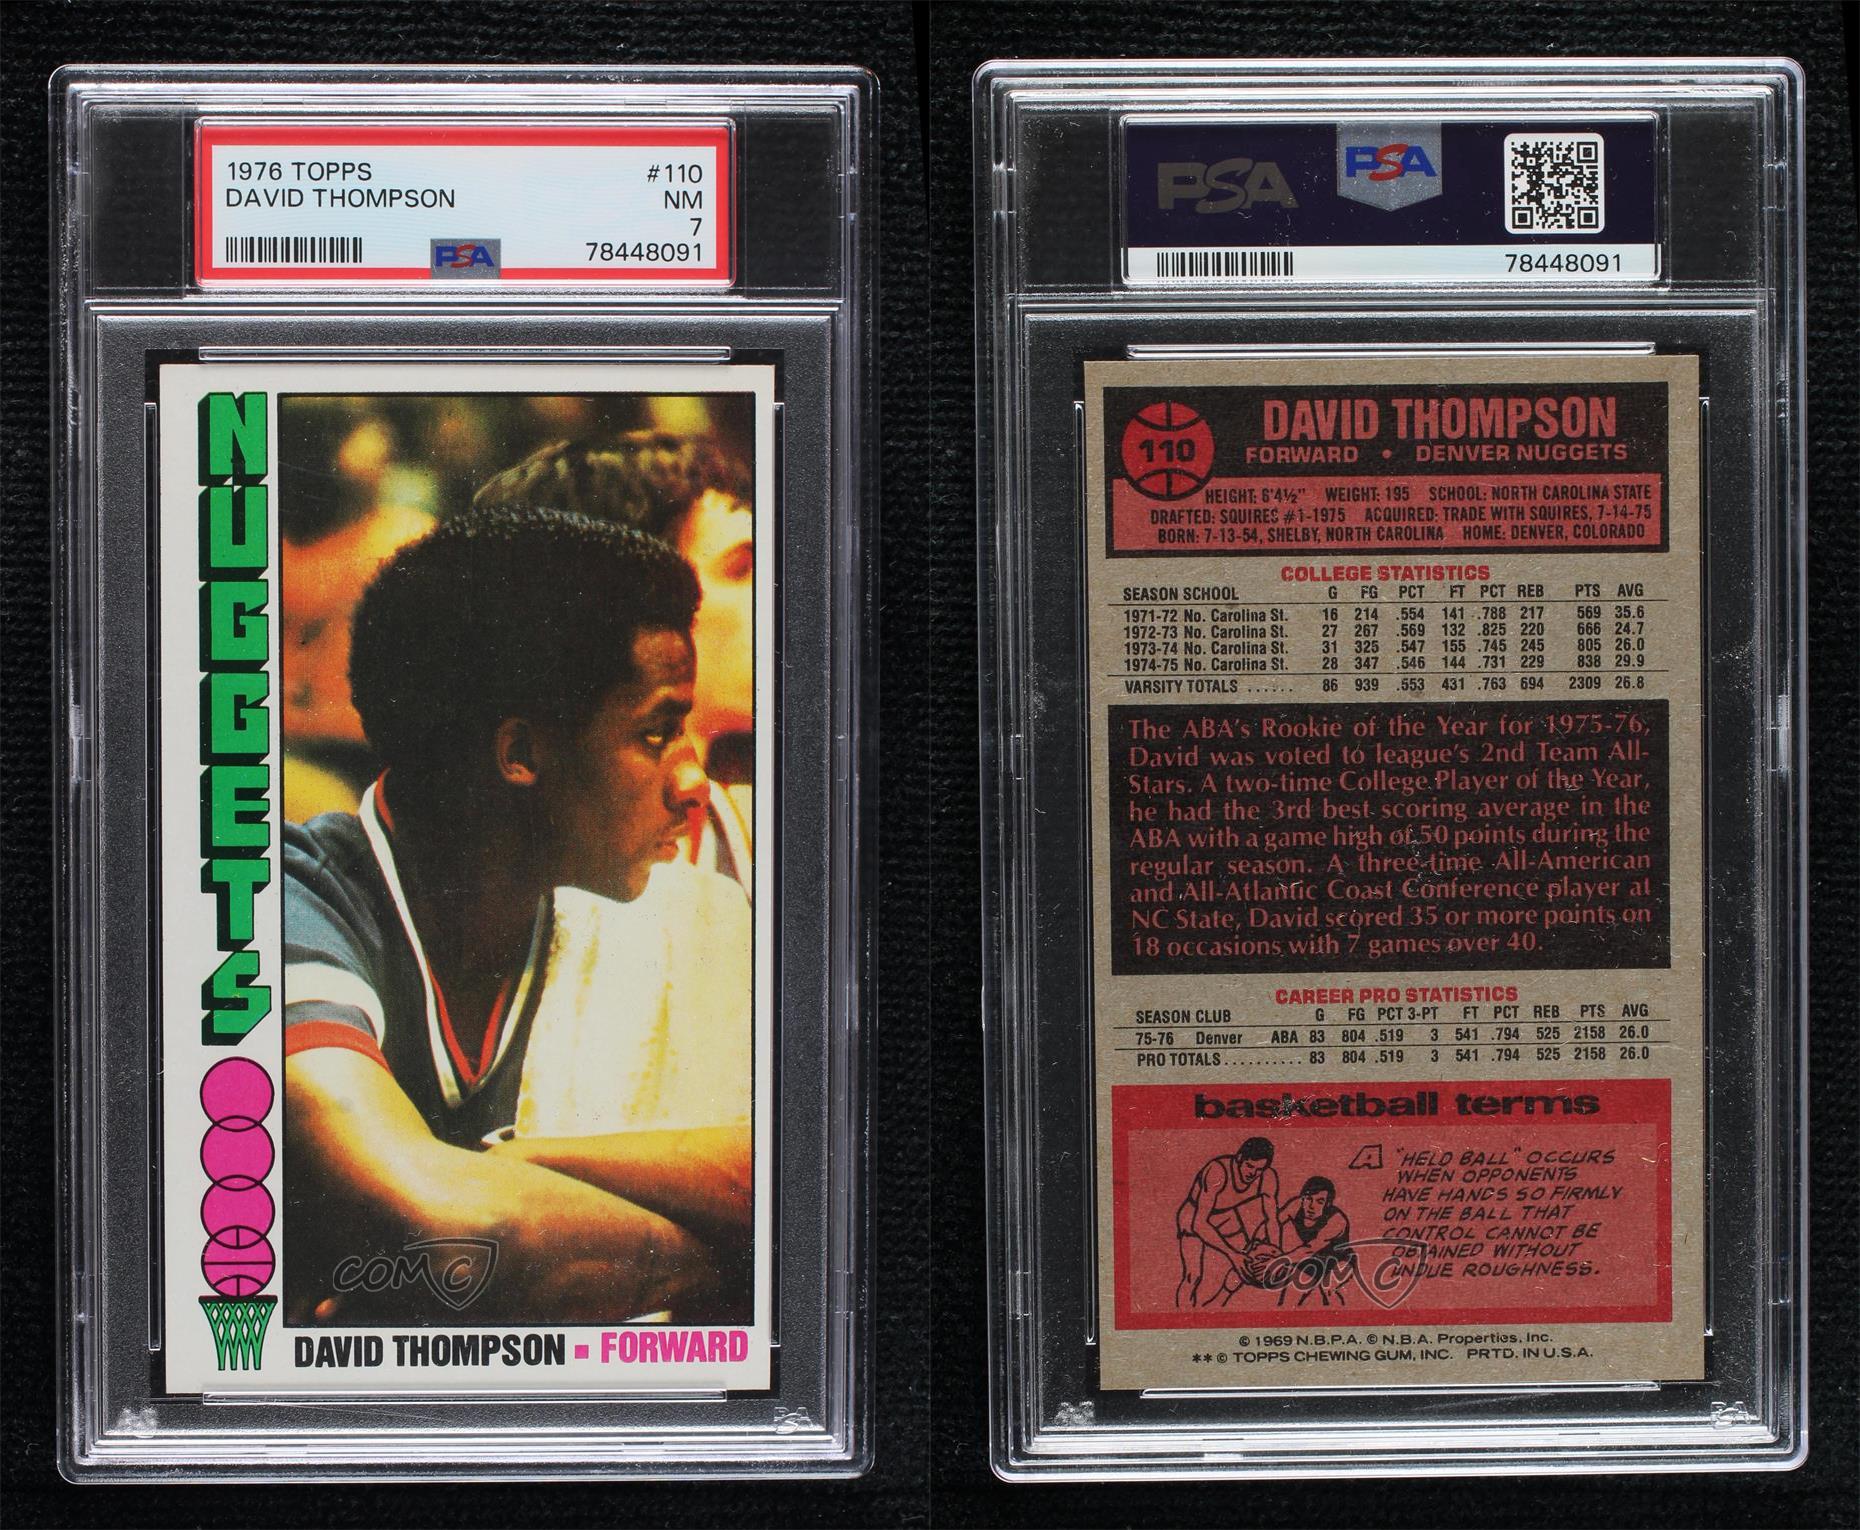 1976 TOPPS #110
DAVID THOMPSON NM
7
PSA 78448091
NUGGETS
COMC
DAVID THOMPSON ▪ FORWARD
PSA
PSA PSA
78448091
110
DAVID THOMPSON
FORWARD • DENVER NUGGETS
HEIGHT: 6'4½" WEIGHT: 195 SCHOOL: NORTH CAROLINA STATE
DRAFTED: SQUIRES #1-1975 ACQUIRED: TRADE WITH SQUIRES, 7-14-75
BORN: 7-13-54, SHELBY, NORTH CAROLINA HOME: DENVER, COLORADO
COLLEGE STATISTICS
SEASON SCHOOL G FG PCT FT PCT REB PTS AVG
1971-72 No. Carolina St. 16 214 .554 141 .788 217 569 35.6
1972-73 No. Carolina St. 27 267 .569 132 .825 220 666 24.7
1973-74 No. Carolina St. 31 325 .547 155 .745 245 805 26.0
1974-75 No. Carolina St. 28 347 .546 144 .731 229 838 29.9
VARSITY TOTALS ...... 86 939 .553 431 .763 694 2309 26.8
The ABA's Rookie of the Year for 1975-76,
David was voted to league's 2nd Team All-
Stars. A two-time College Player of the Year,
he had the 3rd best scoring average in the
ABA with a game high of 50 points during the
regular season. A three-time All-American
and All-Atlantic Coast Conference player at
NC State, David scored 35 or more points on
18 occasions with 7 games over 40.
CAREER PRO STATISTICS
SEASON CLUB G FG PCT 3-PT FT PCT REB PTS AVG
75-76 Denver ABA 83 804 .519 3 541 .794 525 2158 26.0
PRO TOTALS.......... 83 804 .519 3 541 .794 525 2158 26.0
basketball terms
A "HELD BALL" OCCURS
WHEN OPPONENTS
HAVE HANDS SO FIRMLY
ON THE BALL THAT
CONTROL CANNOT BE
OBTAINED WITHOUT
UNDUE ROUGHNESS.
COMC
© 1969 N.B.P.A. © N.B.A. Properties, Inc.
** © TOPPS CHEWING GUM, INC. PRTD. IN U.S.A.
PSA